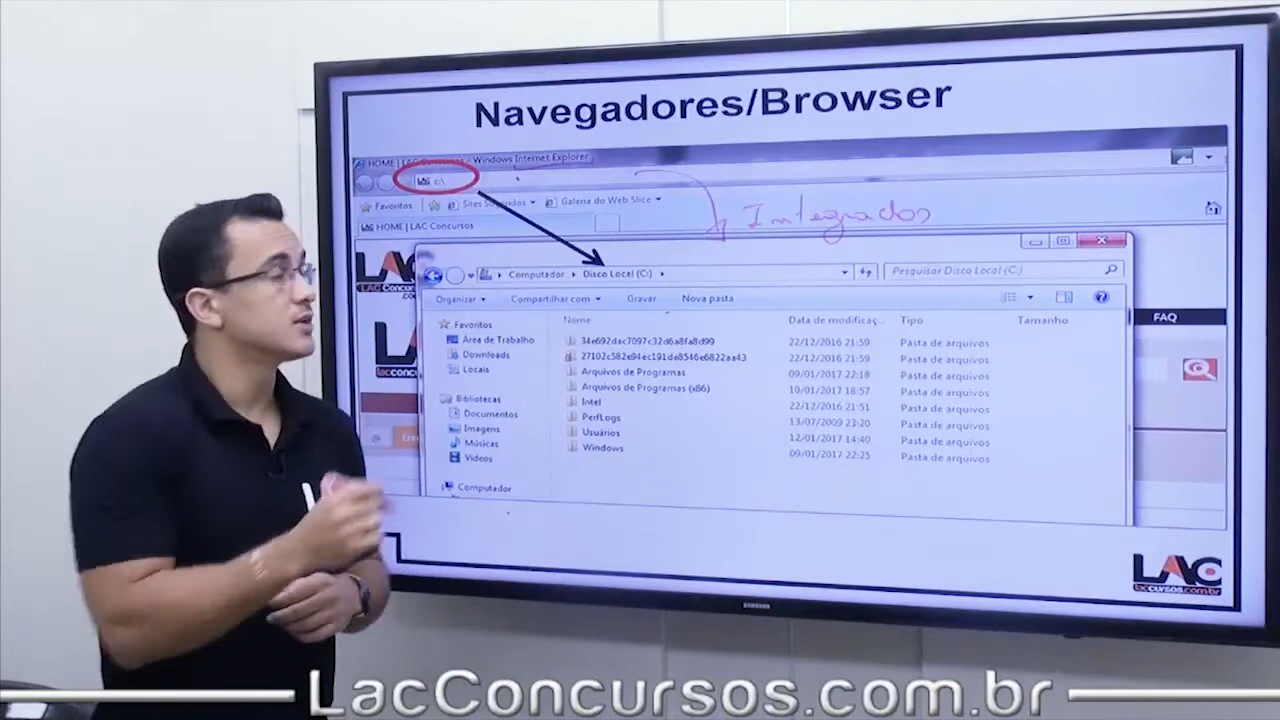 Navegadores/Browser
HOME | LAC Concursos - Windows Internet Explorer
c:\
Favoritos Sites Sugeridos Galeria do Web Slice
Integrados
HOME | LAC Concursos
Computador Disco Local (C:) Pesquisar Disco Local (C:)
Organizar Compartilhar com Gravar Nova pasta
Nome Data de modificaç... Tipo Tamanho
Favoritos
Área de Trabalho
Downloads
Locais
Bibliotecas
Documentos
Imagens
Músicas
Vídeos
Computador
34e692dac7097c32d6a8fa8d99 22/12/2016 21:59 Pasta de arquivos
27102c582e94ec191de8546e6822aa43 22/12/2016 21:59 Pasta de arquivos
Arquivos de Programas 09/01/2017 22:18 Pasta de arquivos
Arquivos de Programas (x86) 10/01/2017 18:57 Pasta de arquivos
Intel 22/12/2016 21:51 Pasta de arquivos
PerfLogs 13/07/2009 23:20 Pasta de arquivos
Usuários 12/01/2017 14:40 Pasta de arquivos
Windows 09/01/2017 22:25 Pasta de arquivos
FAQ
LAC
laccursos.com.br
SAMSUNG
LacConcursos.com.br